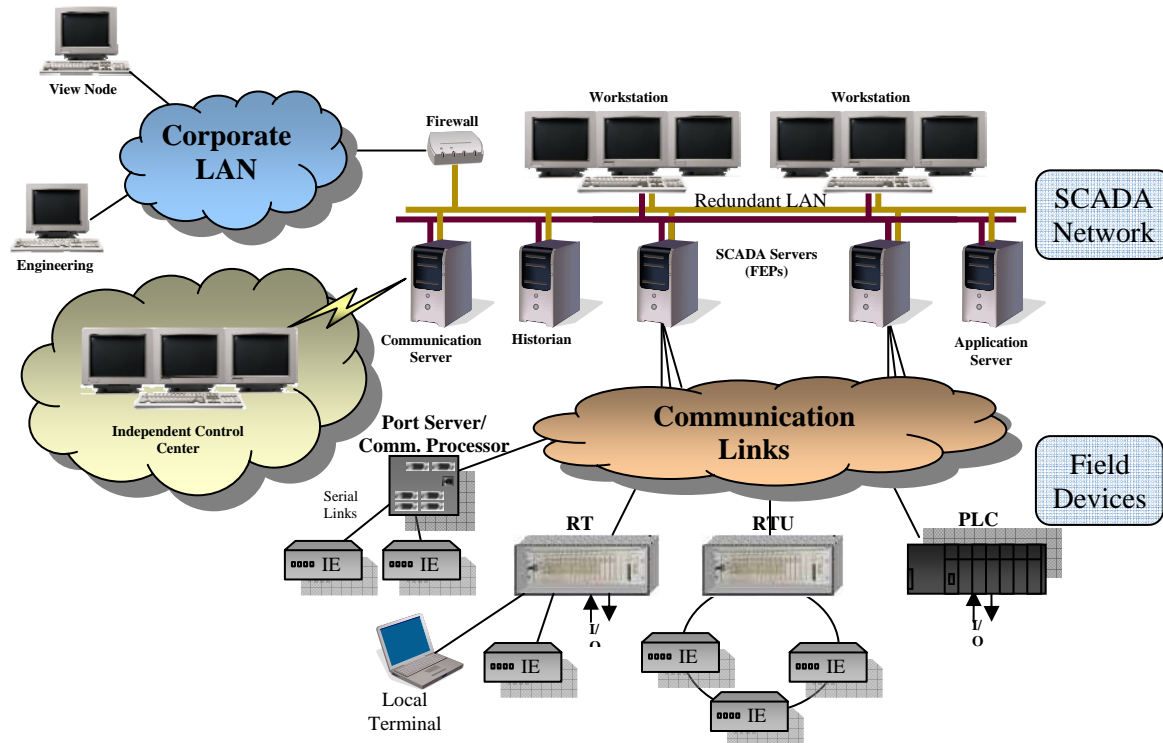 View Node
Corporate
LAN
Engineering
Firewall
Workstation
Workstation
Redundant LAN
SCADA
Network
SCADA Servers
(FEPs)
Communication
Server
Historian
Application
Server
Independent Control
Center
Port Server/
Comm. Processor
Communication
Links
Field
Devices
Serial
Links
IE
IE
RT
RTU
PLC
I/
O
I/
O
IE
IE
IE
IE
Local
Terminal